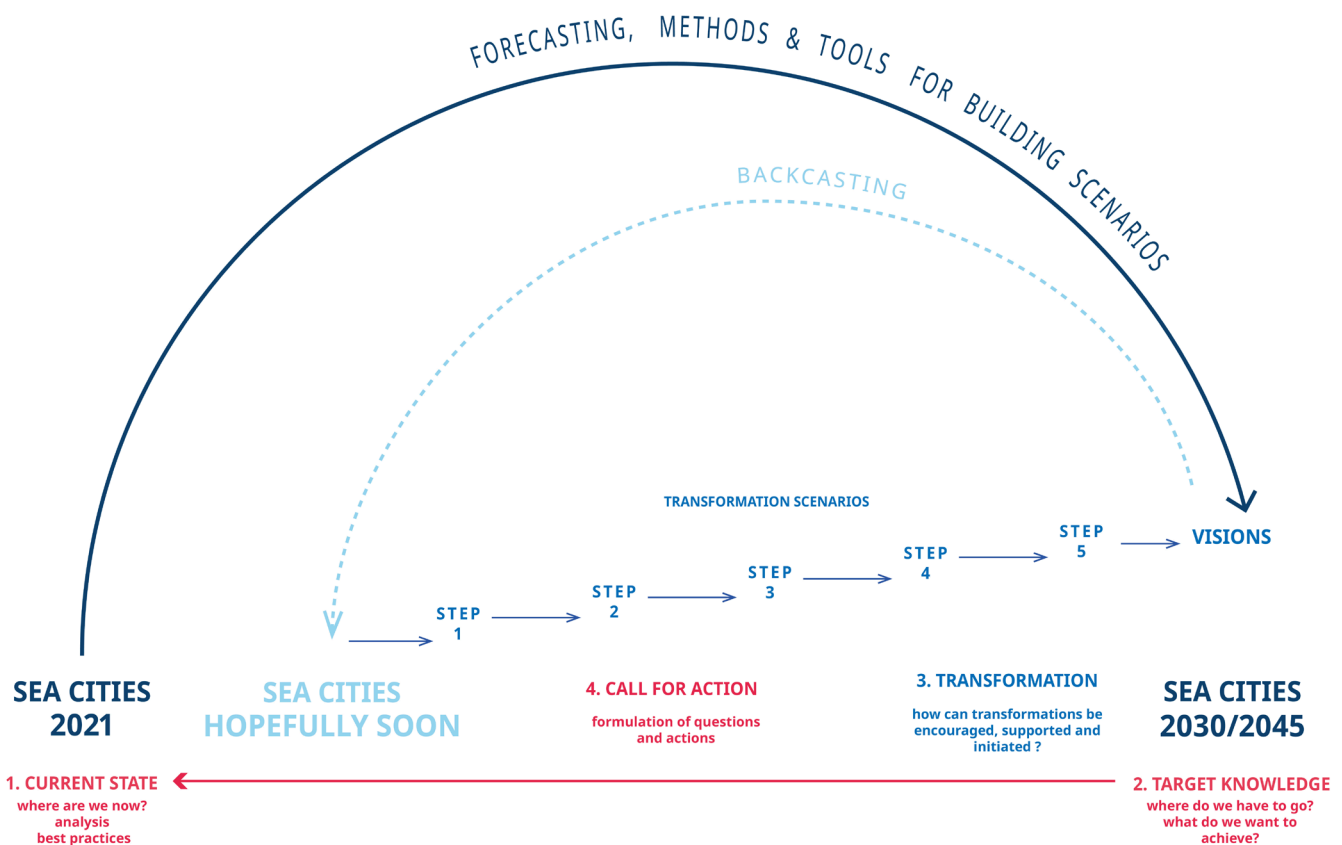 FORECASTING, METHODS & TOOLS FOR BUILDING SCENARIOS
BACKCASTING
TRANSFORMATION SCENARIOS
STEP
1
STEP
2
STEP
3
STEP
4
STEP
5
VISIONS
SEA CITIES
2021
SEA CITIES
HOPEFULLY SOON
4. CALL FOR ACTION
formulation of questions
and actions
3. TRANSFORMATION
how can transformations be
encouraged, supported and
initiated ?
SEA CITIES
2030/2045
1. CURRENT STATE
where are we now?
analysis
best practices
2. TARGET KNOWLEDGE
where do we have to go?
what do we want to
achieve?